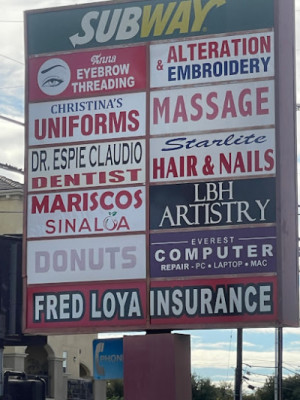 SUBWAY
Anna
EYEBROW
THREADING
& ALTERATION
EMBROIDERY
CHRISTINA'S
UNIFORMS
MASSAGE
DR. ESPIE CLAUDIO
DENTIST
Starlite
HAIR & NAILS
MARISCOS
SINALOA
LBH
ARTISTRY
DONUTS
EVEREST
COMPUTER
REPAIR - PC • LAPTOP • MAC
FRED LOYA INSURANCE
PHONE